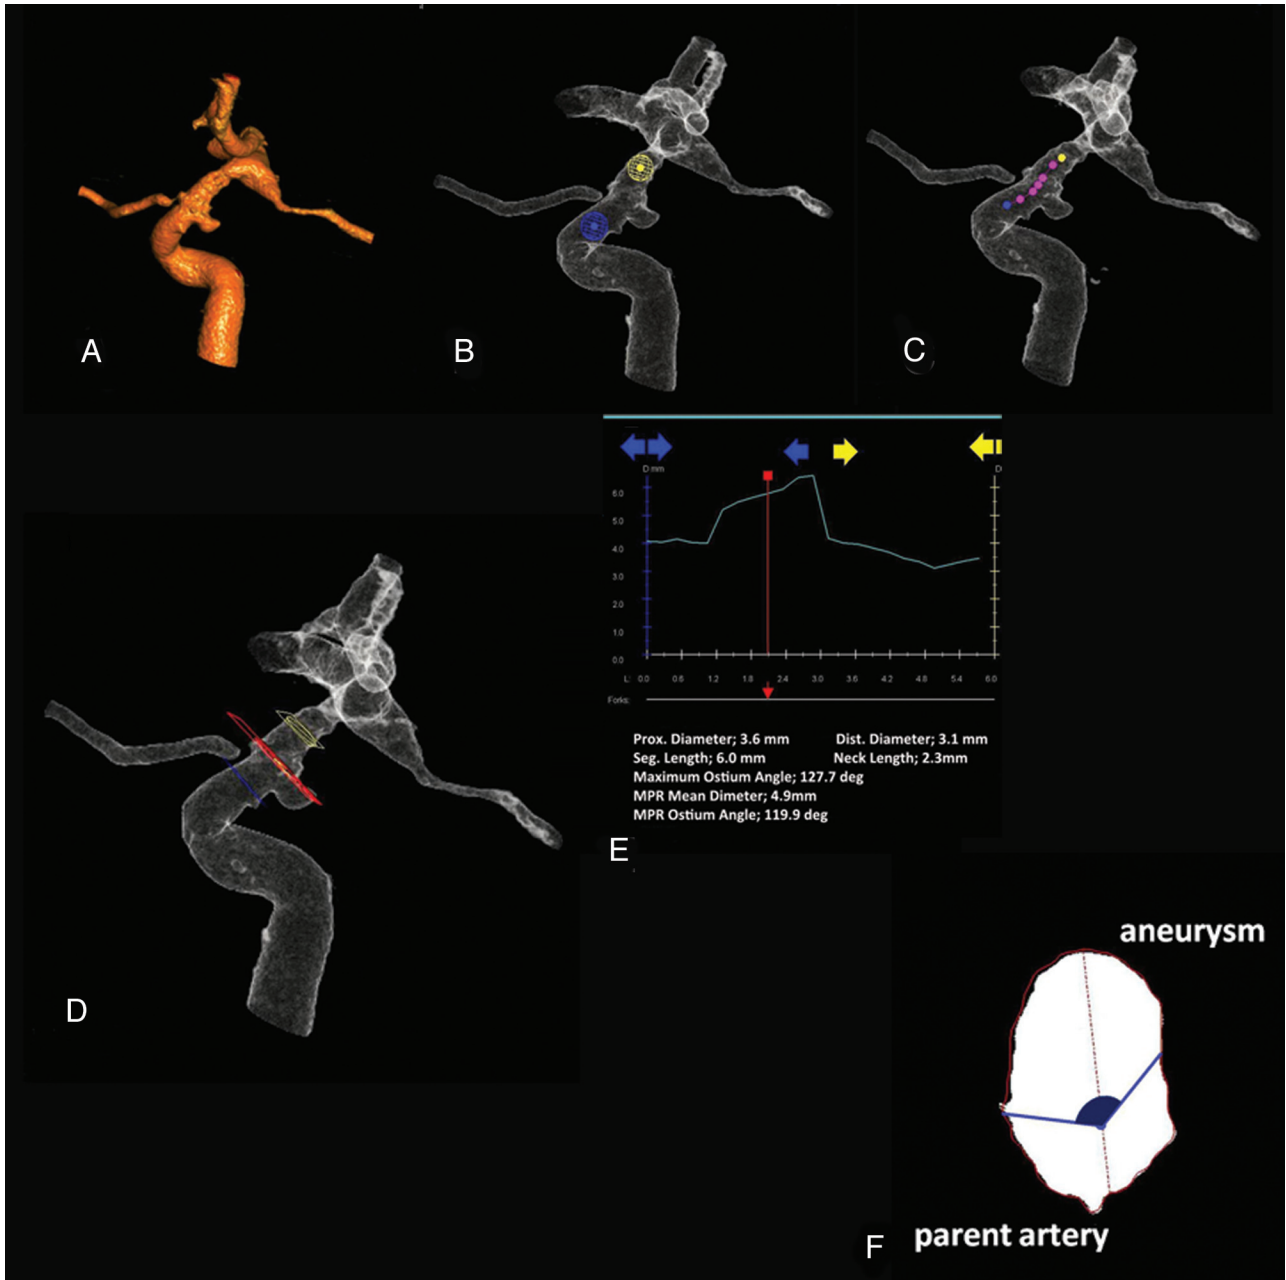 A
B
C
D mm
D
6.0
5.0
4.0
3.0
2.0
1.0
0.0
L: 0.0 0.6 1.2 1.8 2.4 3.0 3.6 4.2 4.8 5.4 6.0
Forks:
Prox. Diameter; 3.6 mm Dist. Diameter; 3.1 mm
Seg. Length; 6.0 mm Neck Length; 2.3mm
Maximum Ostium Angle; 127.7 deg
MPR Mean Dimeter; 4.9mm
MPR Ostium Angle; 119.9 deg
E
D
aneurysm
parent artery
F